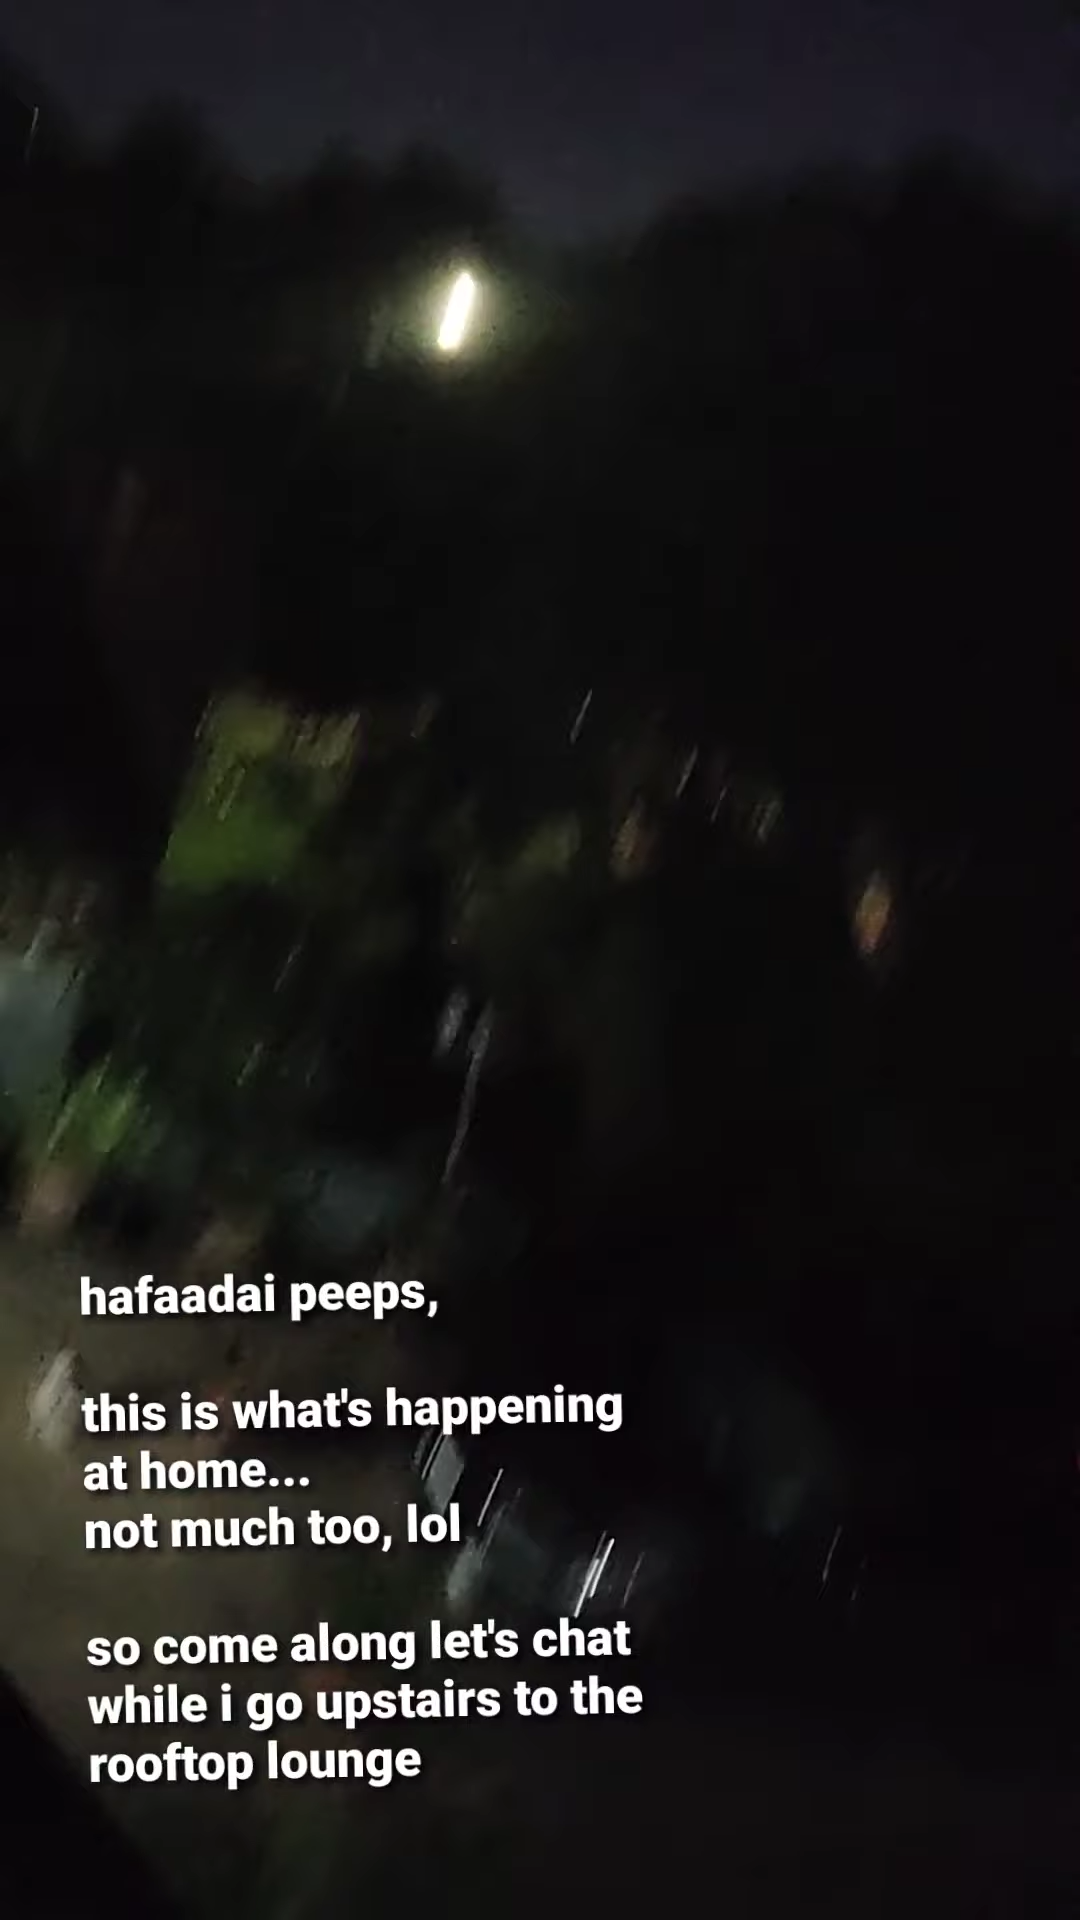 hafaadai peeps,
this is what's happening
at home...
not much too, lol
so come along let's chat
while i go upstairs to the
rooftop lounge